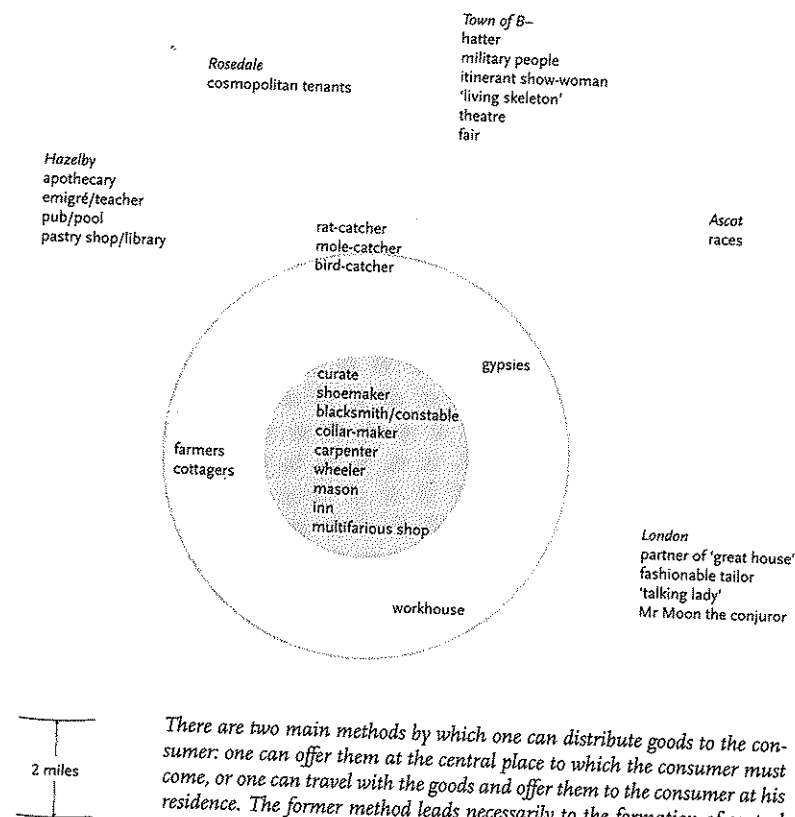 Town of B–
hatter
military people
itinerant show-woman
'living skeleton'
theatre
fair
Rosedale
cosmopolitan tenants
Hazelby
apothecary
emigré/teacher
pub/pool
pastry shop/library
Ascot
races
rat-catcher
mole-catcher
bird-catcher
gypsies
curate
shoemaker
blacksmith/constable
collar-maker
carpenter
wheeler
mason
inn
multifarious shop
farmers
cottagers
London
partner of 'great house'
fashionable tailor
'talking lady'
Mr Moon the conjuror
workhouse
2 miles
There are two main methods by which one can distribute goods to the con-
sumer: one can offer them at the central place to which the consumer must
come, or one can travel with the goods and offer them to the consumer at his
residence. The former method leads necessarily to the formation of